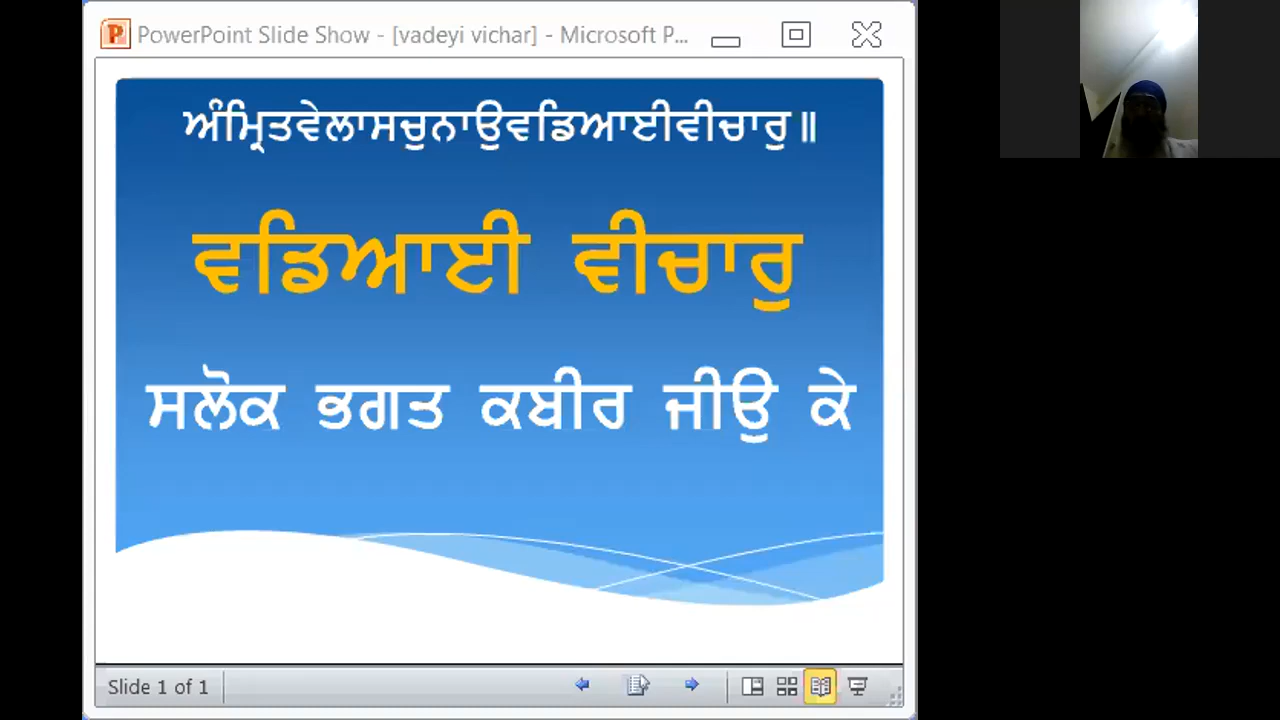 PowerPoint Slide Show - [vadeyi vichar] - Microsoft P...
ਅੰਮ੍ਰਿਤਵੇਲਾਸਚੁਨਾਉਵਡਿਆਈਵੀਚਾਰੁ॥
ਵਡਿਆਈ ਵੀਚਾਰੁ
ਸਲੋਕ ਭਗਤ ਕਬੀਰ ਜੀਉ ਕੇ
Slide 1 of 1